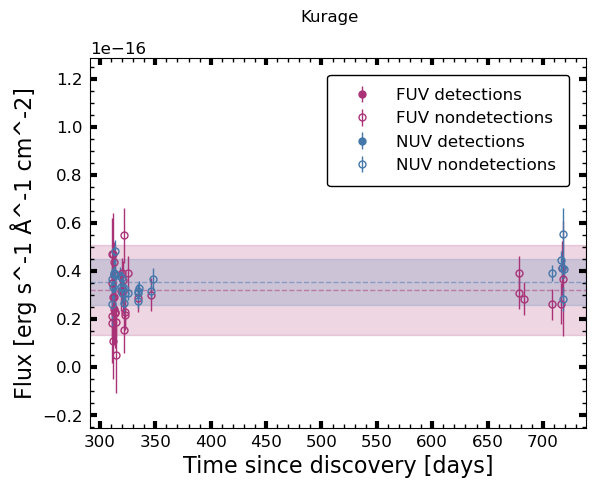 Kurage
1e−16
Flux [erg s^-1 Å^-1 cm^-2]
1.2
1.0
0.8
0.6
0.4
0.2
0.0
−0.2
FUV detections
FUV nondetections
NUV detections
NUV nondetections
300 350 400 450 500 550 600 650 700
Time since discovery [days]